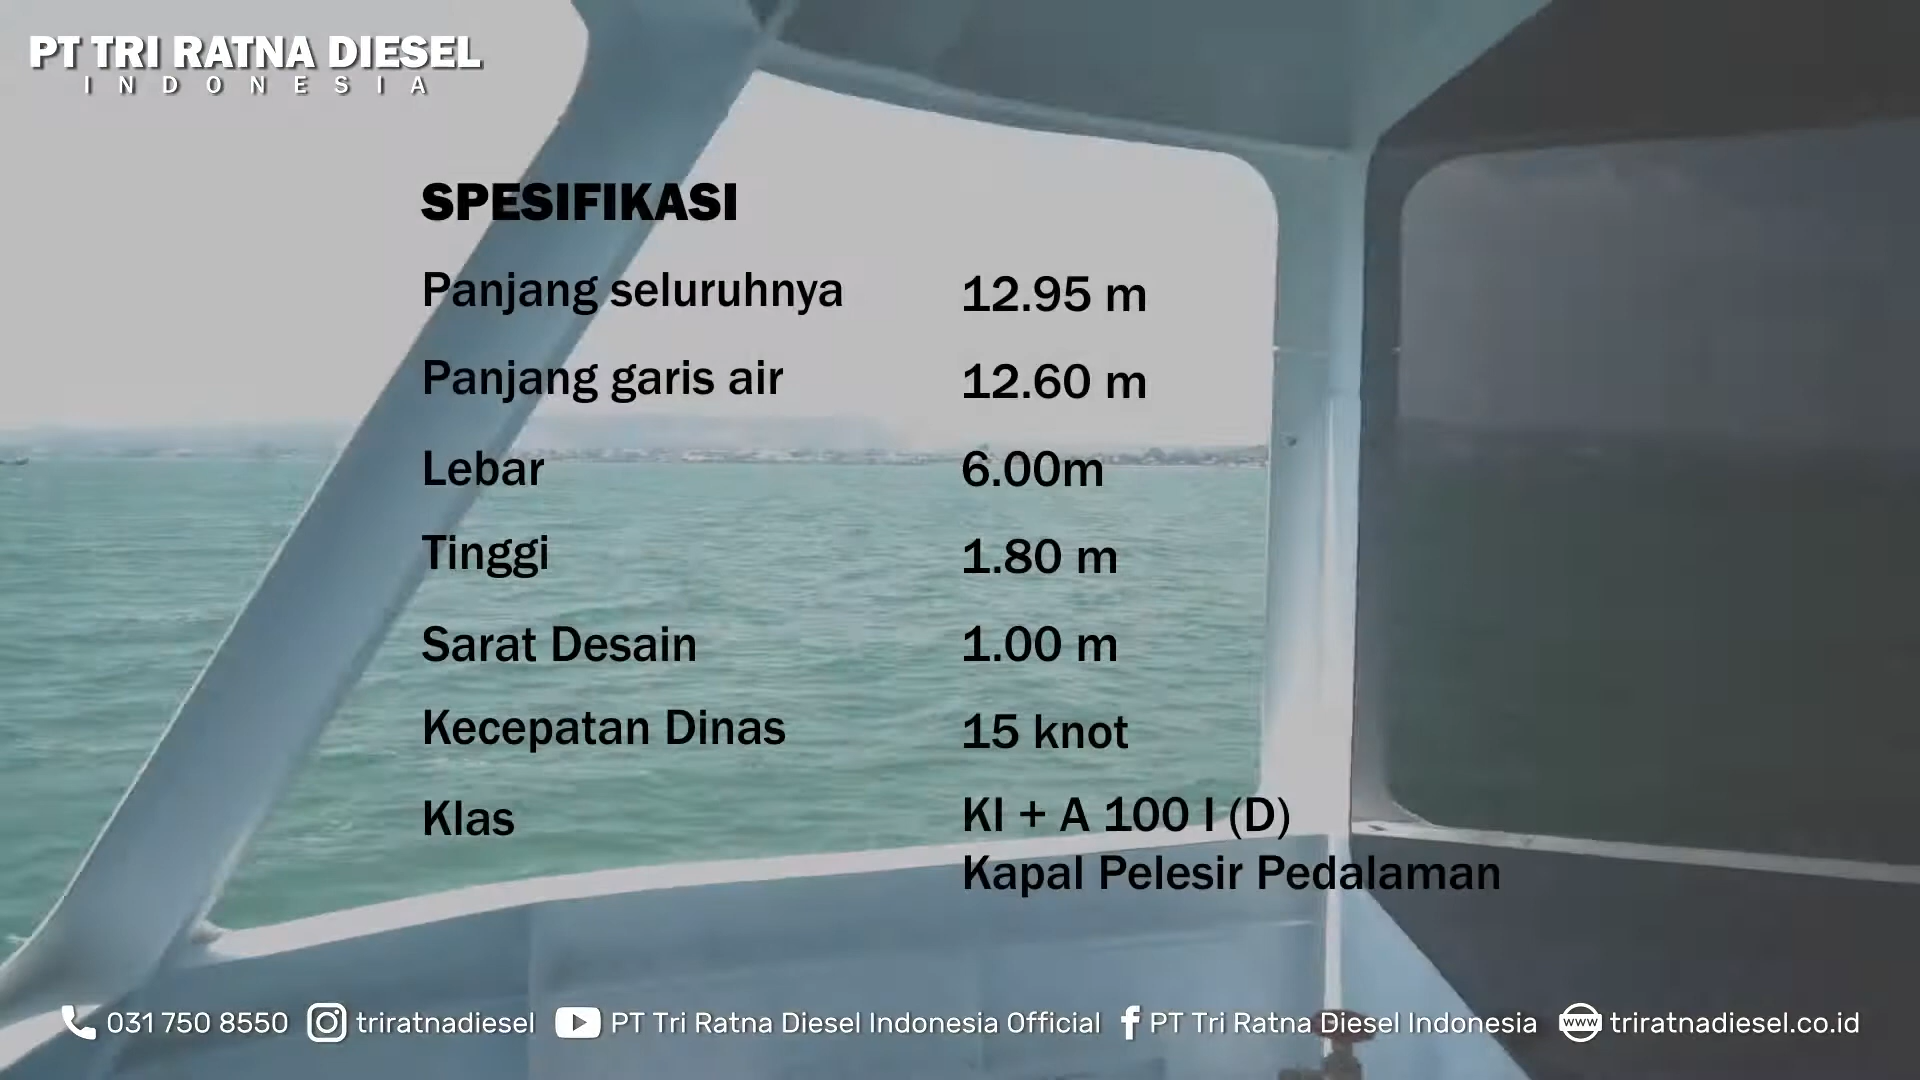 PT TRI RATNA DIESEL
INDONESIA
SPESIFIKASI
Panjang seluruhnya 12.95 m
Panjang garis air 12.60 m
Lebar 6.00m
Tinggi 1.80 m
Sarat Desain 1.00 m
Kecepatan Dinas 15 knot
Klas KI + A 100 I (D)
Kapal Pelesir Pedalaman
031 750 8550 triratnadiesel PT Tri Ratna Diesel Indonesia Official PT Tri Ratna Diesel Indonesia www triratnadiesel.co.id